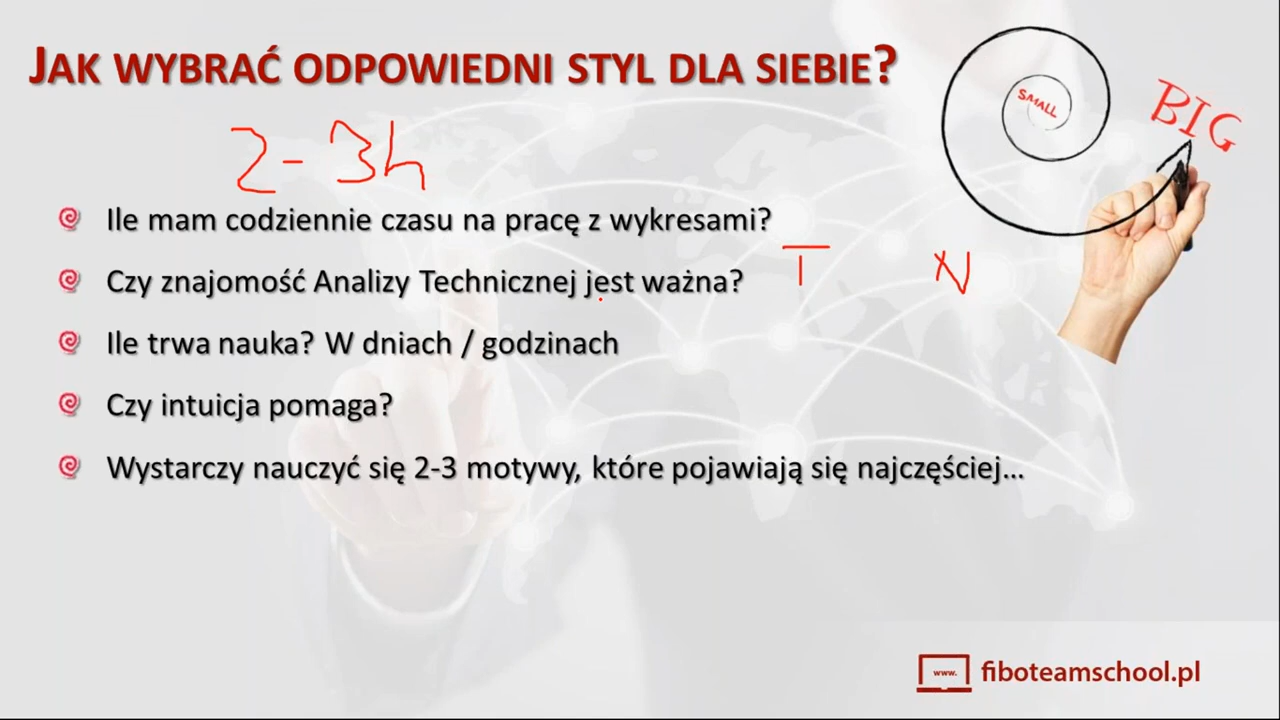 JAK WYBRAĆ ODPOWIEDNI STYL DLA SIEBIE?
SMALL
BIG
2-3h
Ile mam codziennie czasu na pracę z wykresami?
T N
Czy znajomość Analizy Technicznej jest ważna?
Ile trwa nauka? W dniach / godzinach
Czy intuicja pomaga?
Wystarczy nauczyć się 2-3 motywy, które pojawiają się najczęściej...
www.
fiboteamschool.pl